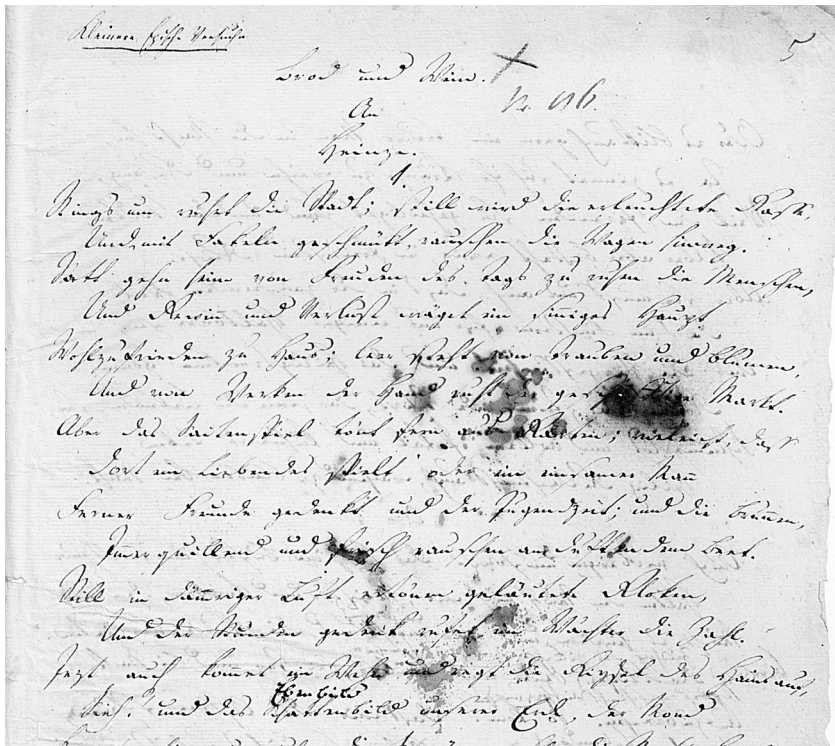 Kleinere
5
Brod und Wein.
An
Heinze.
1.
Rings um ruhet die Stadt; still wird die erleuchtete Gasse,
Und, mit Fakeln geschmükt, rauschen die Wagen hinweg.
Satt gehn heim von Freuden des Tags zu ruhen die Menschen,
Und Gewinn und Verlust wäget ein sinniges Haupt
Wohlzufrieden zu Haus; leer steht von Trauben und Blumen,
Und von Werken der Hand ruht der geschäfftige Markt.
Aber das Saitenspiel tönt fern aus Gärten; vieleicht, daß
Dort ein Liebendes spielt oder ein einsamer Mann
Ferner Freunde gedenkt und der Jugendzeit; und die Brunnen,
Immerquillend und frisch rauschen an duftendem Beet.
Still in dämmriger Luft ertönen geläutete Gloken,
Und der Stunden gedenk rufet ein Wächter die Zahl.
Jezt auch kommet ein Wehn und regt die Gipfel des Hains auf,
Ebenbild
Sieh! und das Schattenbild unserer Erde, der Mond